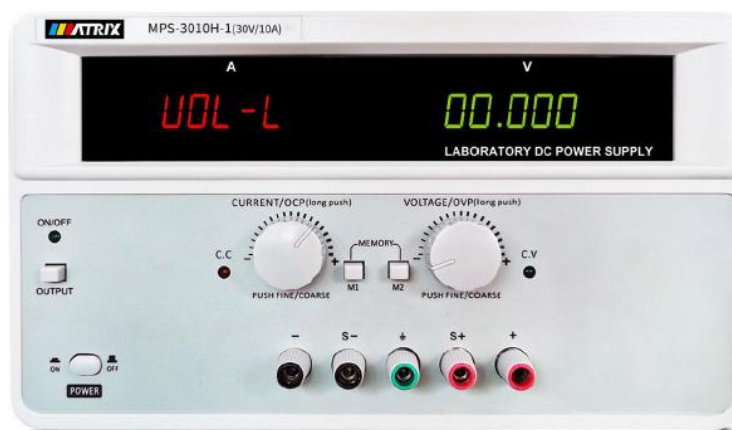 MATRIX MPS-3010H-1(30V/10A)
A V
VOL-L 00.000
LABORATORY DC POWER SUPPLY
CURRENT/OCP(long push) VOLTAGE/OVP(long push)
ON/OFF
MEMORY
C.C - + - + C.V
M1 M2
OUTPUT
PUSH FINE/COARSE PUSH FINE/COARSE
- S- ⏚ S+ +
ON OFF
POWER